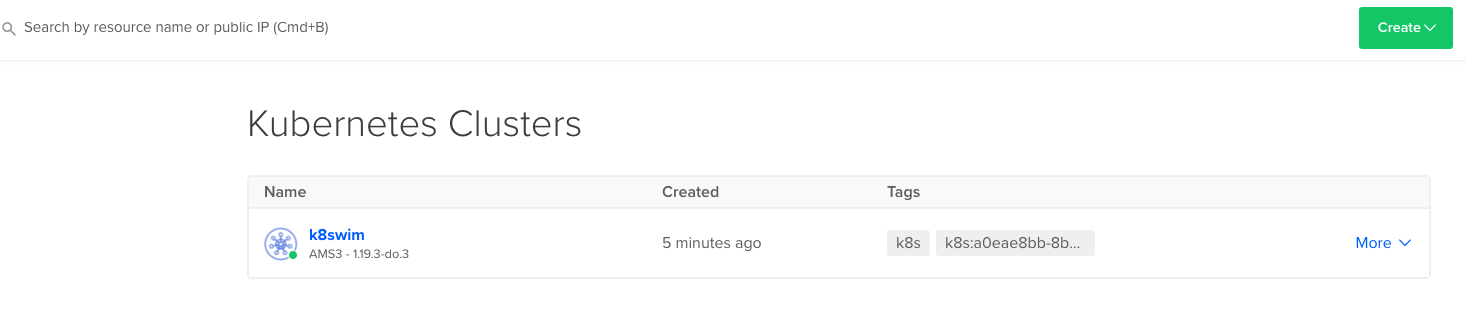 Search by resource name or public IP (Cmd+B)
Create
Kubernetes Clusters
Name Created Tags
k8swim
AMS3 - 1.19.3-do.3
5 minutes ago
k8s k8s:a0eae8bb-8b...
More